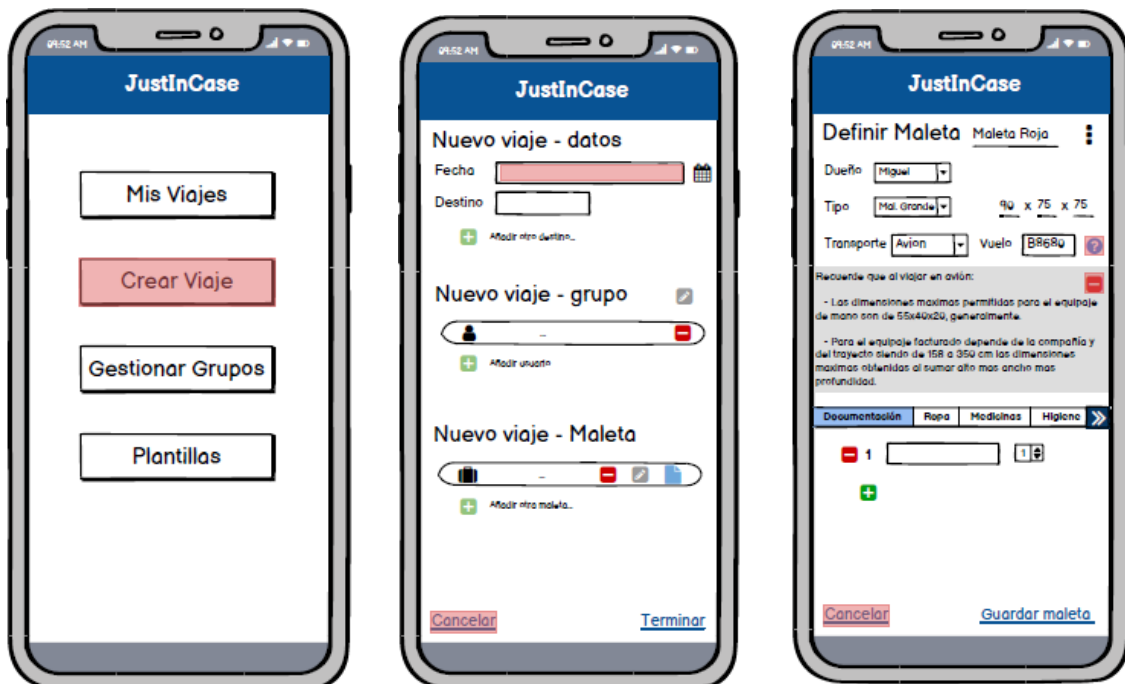 09:52 AM
JustInCase
Mis Viajes
Crear Viaje
Gestionar Grupos
Plantillas
09:52 AM
JustInCase
Nuevo viaje - datos
Fecha
Destino
Añadir otro destino...
Nuevo viaje - grupo
-
Añadir usuario
Nuevo viaje - Maleta
-
Añadir otra maleta...
Cancelar Terminar
09:52 AM
JustInCase
Definir Maleta Maleta Roja
Dueño Miguel
Tipo Mal. Grande 90 x 75 x 75
Transporte Avion Vuelo B8680 ?
Recuerde que al viajar en avión:
- Las dimensiones maximas permitidas para el equipaje
de mano son de 55x40x20, generalmente.
- Para el equipaje facturado depende de la compañía y
del trayecto siendo de 158 a 350 cm las dimensiones
maximas obtenidas al sumar alto mas ancho mas
profundidad.
Documentación Ropa Medicinas Higiene »
1 1
Cancelar Guardar maleta